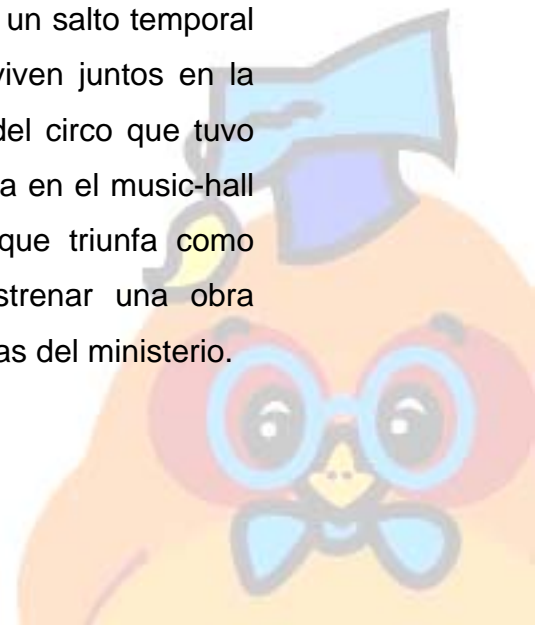 un salto temporal
viven juntos en la
del circo que tuvo
a en el music-hall
que triunfa como
strenar una obra
as del ministerio.